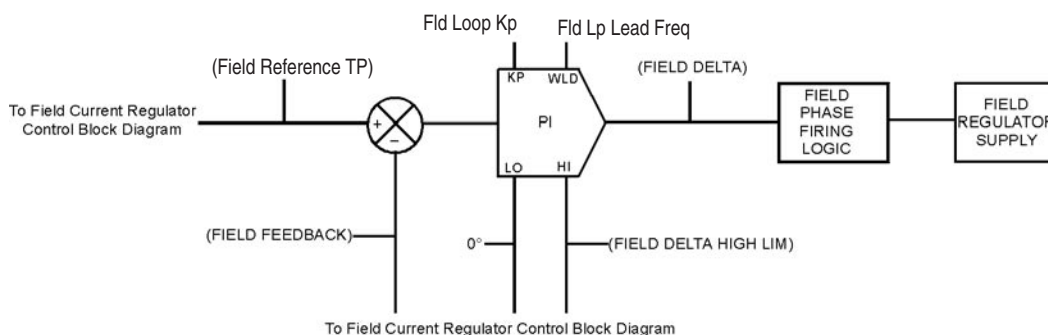 Fld Loop Kp
Fld Lp Lead Freq
(Field Reference TP)
KP
WLD
(FIELD DELTA)
To Field Current Regulator
Control Block Diagram
+
−
PI
FIELD
PHASE
FIRING
LOGIC
FIELD
REGULATOR
SUPPLY
LO
HI
(FIELD FEEDBACK)
0°
(FIELD DELTA HIGH LIM)
To Field Current Regulator Control Block Diagram